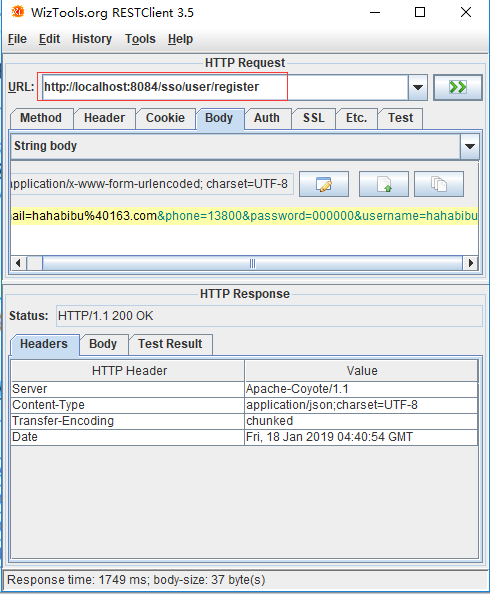 WizTools.org RESTClient 3.5
File Edit History Tools Help
HTTP Request
URL: http://localhost:8084/sso/user/register
Method Header Cookie Body Auth SSL Etc. Test
String body
application/x-www-form-urlencoded; charset=UTF-8
ail=hahabibu%40163.com&phone=13800&password=000000&username=hahabibu
HTTP Response
Status: HTTP/1.1 200 OK
Headers Body Test Result
HTTP Header Value
Server Apache-Coyote/1.1
Content-Type application/json;charset=UTF-8
Transfer-Encoding chunked
Date Fri, 18 Jan 2019 04:40:54 GMT
Response time: 1749 ms; body-size: 37 byte(s)